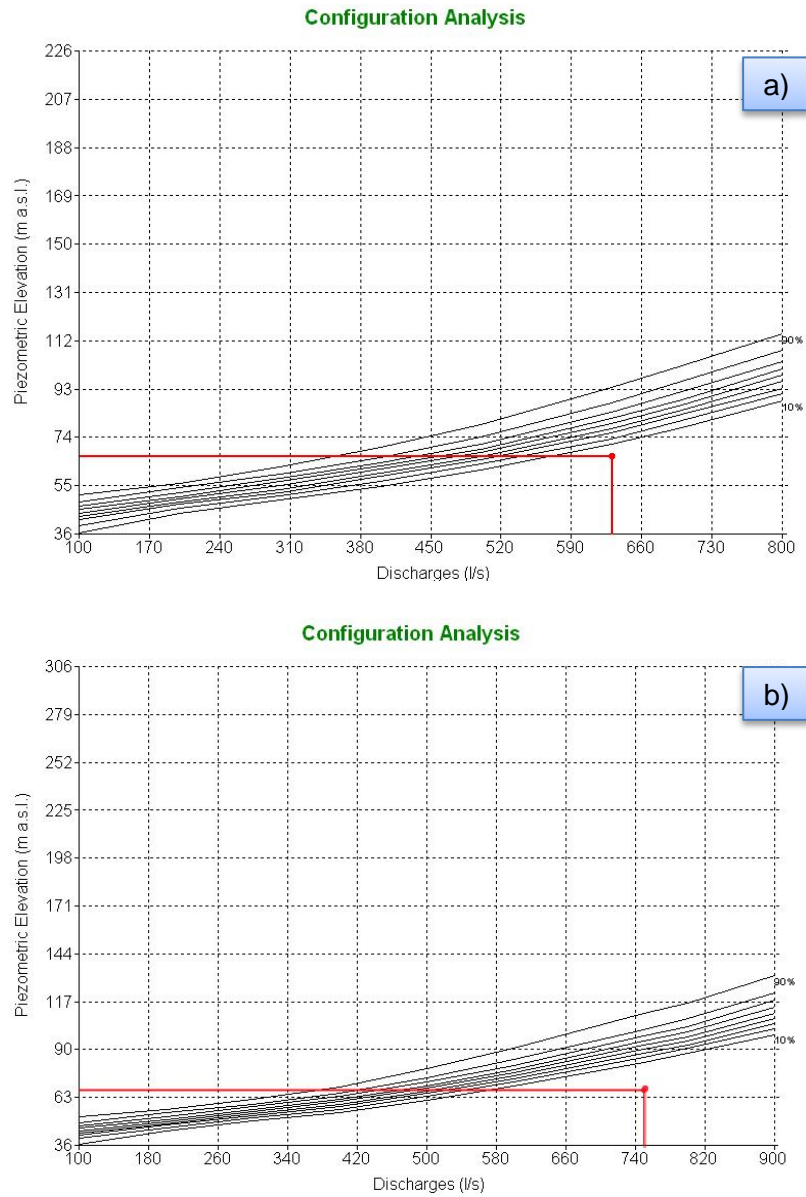 Configuration Analysis
a)
226
207
188
169
150
131
112
93
74
55
36
Piezometric Elevation (m a.s.l.)
90%
10%
100 170 240 310 380 450 520 590 660 730 800
Discharges (l/s)
Configuration Analysis
b)
306
279
252
225
198
171
144
117
90
63
36
Piezometric Elevation (m a.s.l.)
90%
10%
100 180 260 340 420 500 580 660 740 820 900
Discharges (l/s)